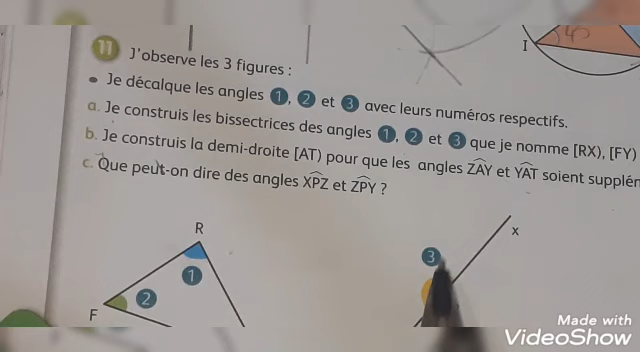 I
11 J'observe les 3 figures :
• Je décalque les angles 1, 2 et 3 avec leurs numéros respectifs.
a. Je construis les bissectrices des angles 1, 2 et 3 que je nomme [RX), [FY)
b. Je construis la demi-droite [AT) pour que les angles ZAY et YAT soient supplém
c. Que peut-on dire des angles XPZ et ZPY ?
R
x
3
1
2
F
Made with
VideoShow